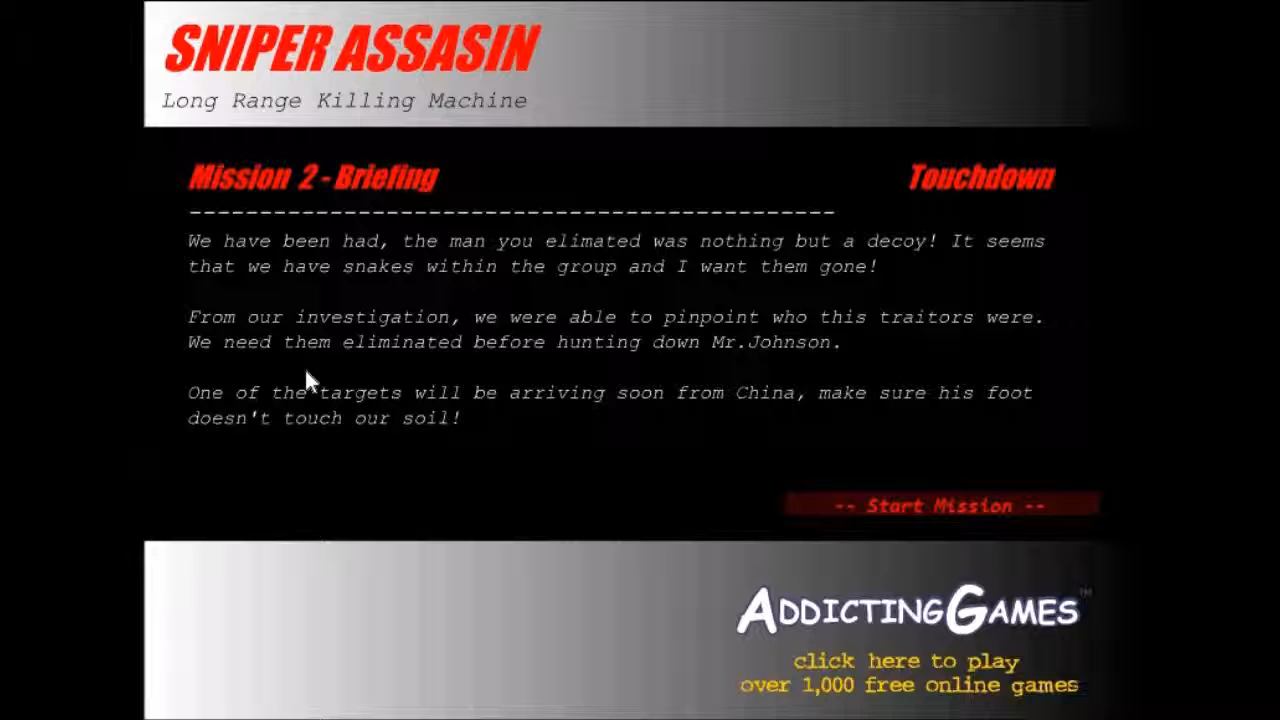 SNIPER ASSASIN
Long Range Killing Machine
Mission 2 - Briefing
Touchdown
----------------------------------------------------------
We have been had, the man you elimated was nothing but a decoy! It seems
that we have snakes within the group and I want them gone!
From our investigation, we were able to pinpoint who this traitors were.
We need them eliminated before hunting down Mr.Johnson.
One of the targets will be arriving soon from China, make sure his foot
doesn't touch our soil!
-- Start Mission --
ADDICTINGGAMES™
click here to play
over 1,000 free online games